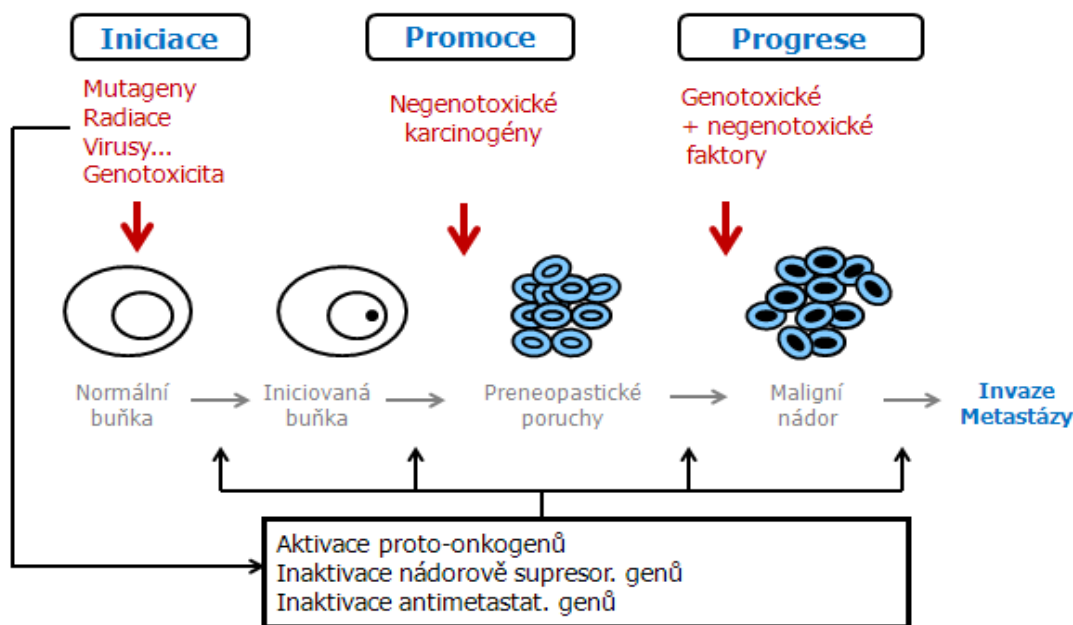 Iniciace
Promoce
Progrese
Mutageny
Radiace
Virusy...
Genotoxicita
Negenotoxické
karcinogény
Genotoxické
+ negenotoxické
faktory
Normální
buňka
Iniciovaná
buňka
Preneopastické
poruchy
Maligní
nádor
Invaze
Metastázy
Aktivace proto-onkogenů
Inaktivace nádorově supresor. genů
Inaktivace antimetastat. genů